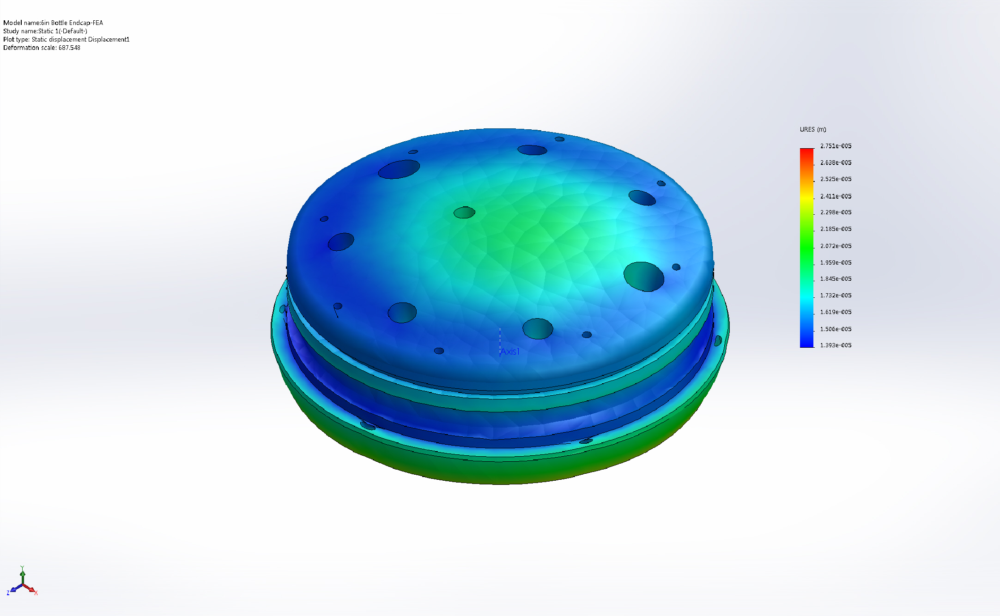 Model name:6in Bottle Endcap-FEA
Study name:Static 1(-Default-)
Plot type: Static displacement Displacement1
Deformation scale: 687.548
URES (m)
2.751e-005
2.638e-005
2.525e-005
2.411e-005
2.298e-005
2.185e-005
2.072e-005
1.959e-005
1.845e-005
1.732e-005
1.619e-005
1.506e-005
1.393e-005
Axis1
Y
Z
X